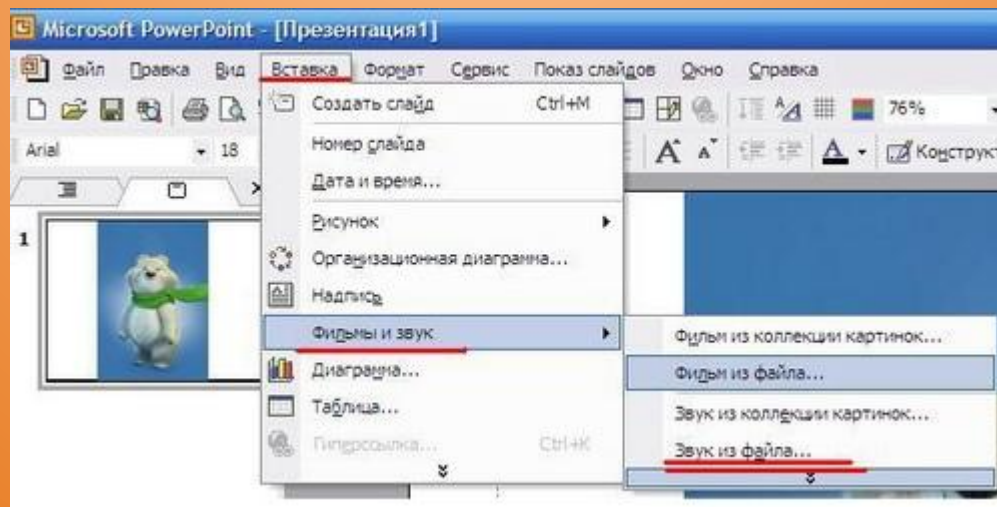 Microsoft PowerPoint - [Презентация1]
Файл Правка Вид Вставка Формат Сервис Показ слайдов Окно Справка
76%
Arial 18
Конструкт
1
Создать слайд Ctrl+M
Номер слайда
Дата и время...
Рисунок
Организационная диаграмма...
Надпись
Фильмы и звук
Диаграмма...
Таблица...
Гиперссылка... Ctrl+K
Фильм из коллекции картинок...
Фильм из файла...
Звук из коллекции картинок...
Звук из файла...